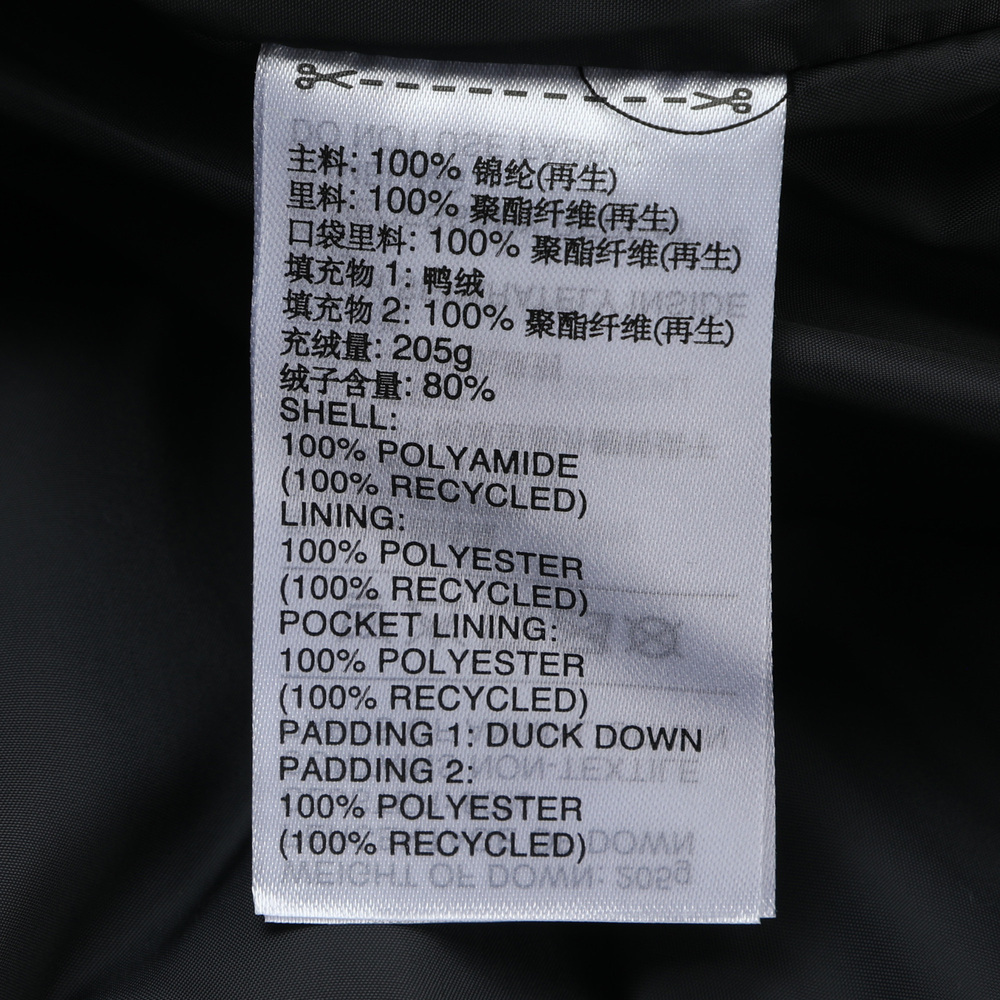 主料: 100% 锦纶(再生)
里料: 100% 聚酯纤维(再生)
口袋里料: 100% 聚酯纤维(再生)
填充物 1: 鸭绒
填充物 2: 100% 聚酯纤维(再生)
充绒量: 205g
绒子含量: 80%
SHELL:
100% POLYAMIDE
(100% RECYCLED)
LINING:
100% POLYESTER
(100% RECYCLED)
POCKET LINING:
100% POLYESTER
(100% RECYCLED)
PADDING 1: DUCK DOWN
PADDING 2:
100% POLYESTER
(100% RECYCLED)
WEIGHT OF DOWN: 205g